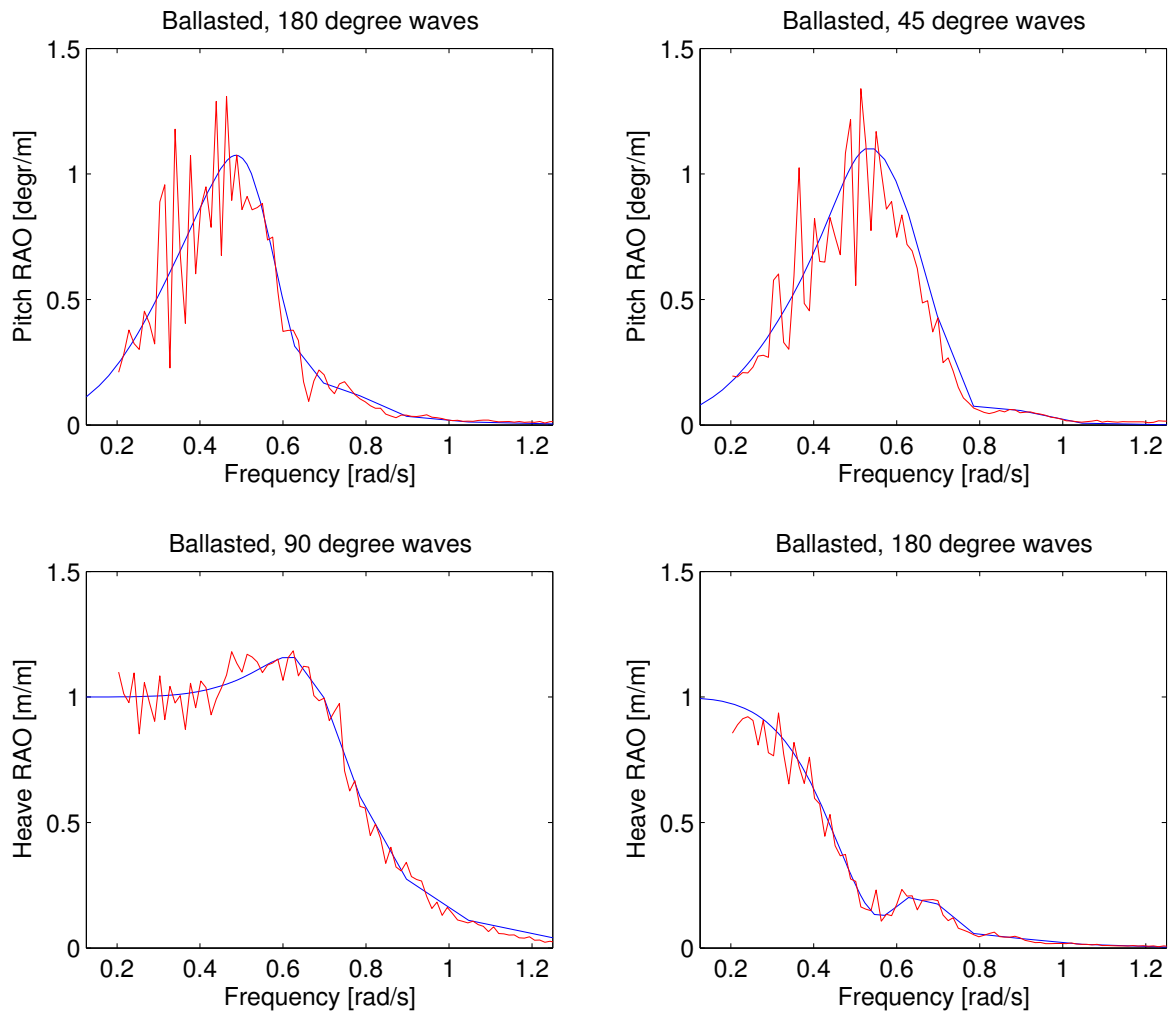 Ballasted, 180 degree waves
Pitch RAO [degr/m]
1.5
1
0.5
0
0.2 0.4 0.6 0.8 1 1.2
Frequency [rad/s]
Ballasted, 45 degree waves
Pitch RAO [degr/m]
1.5
1
0.5
0
0.2 0.4 0.6 0.8 1 1.2
Frequency [rad/s]
Ballasted, 90 degree waves
Heave RAO [m/m]
1.5
1
0.5
0
0.2 0.4 0.6 0.8 1 1.2
Frequency [rad/s]
Ballasted, 180 degree waves
Heave RAO [m/m]
1.5
1
0.5
0
0.2 0.4 0.6 0.8 1 1.2
Frequency [rad/s]